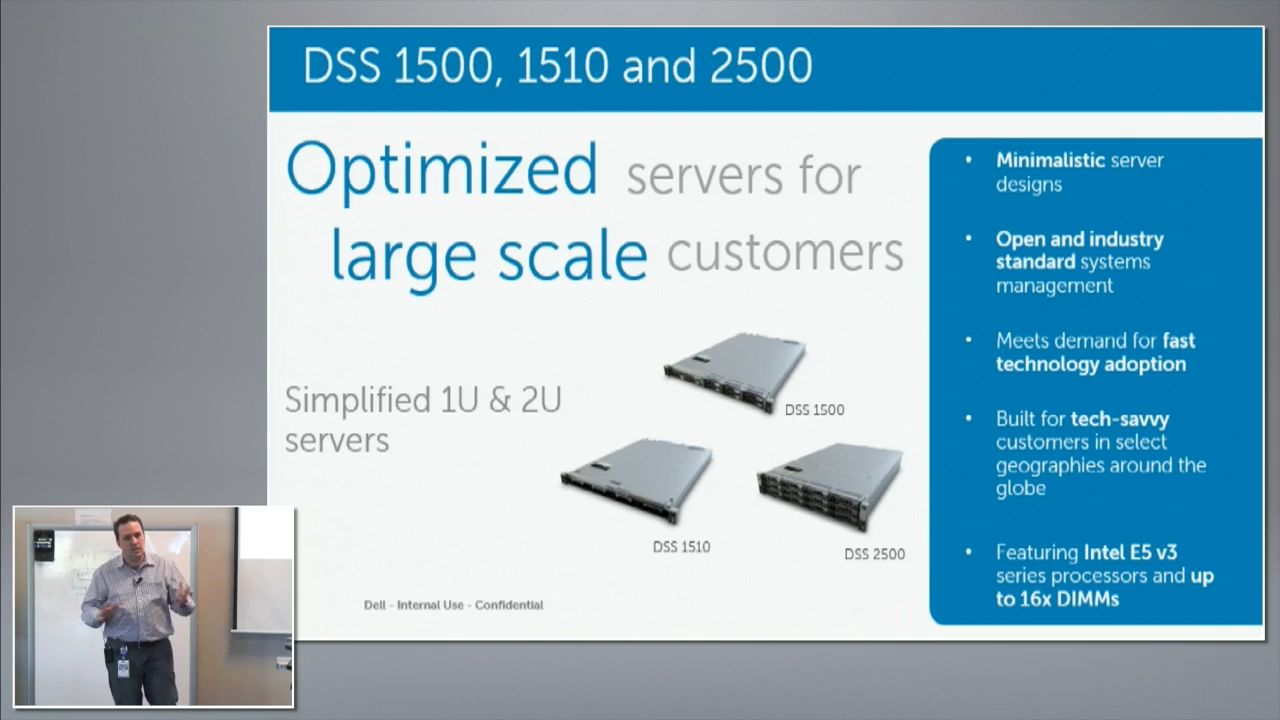 DSS 1500, 1510 and 2500
Optimized servers for
large scale customers
Simplified 1U & 2U
servers
DSS 1500
DSS 1510
DSS 2500
Dell - Internal Use - Confidential
• Minimalistic server
designs
• Open and industry
standard systems
management
• Meets demand for fast
technology adoption
• Built for tech-savvy
customers in select
geographies around the
globe
• Featuring Intel E5 v3
series processors and up
to 16x DIMMs